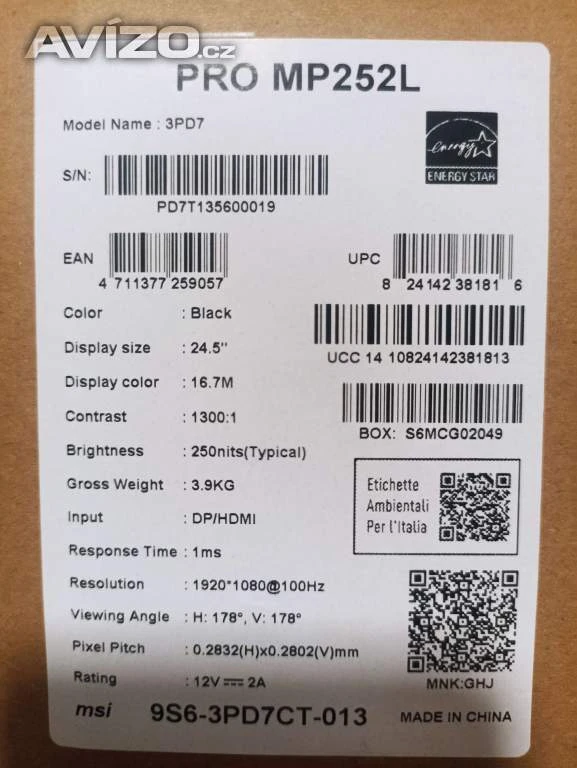 AVÍZO.cz
PRO MP252L
Model Name : 3PD7
energy
ENERGY STAR
S/N:
PD7T135600019
EAN
4 711377 259057
UPC
8 24142 38181 6
Color : Black
UCC 14 10824142381813
Display size : 24.5"
Display color : 16.7M
Contrast : 1300:1
BOX: S6MCG02049
Brightness : 250nits(Typical)
Gross Weight : 3.9KG
Input : DP/HDMI
Etichette
Ambientali
Per l'Italia
Response Time : 1ms
Resolution : 1920*1080@100Hz
Viewing Angle : H: 178°, V: 178°
Pixel Pitch : 0.2832(H)x0.2802(V)mm
Rating : 12V⎓2A
MNK:GHJ
msi 9S6-3PD7CT-013 MADE IN CHINA